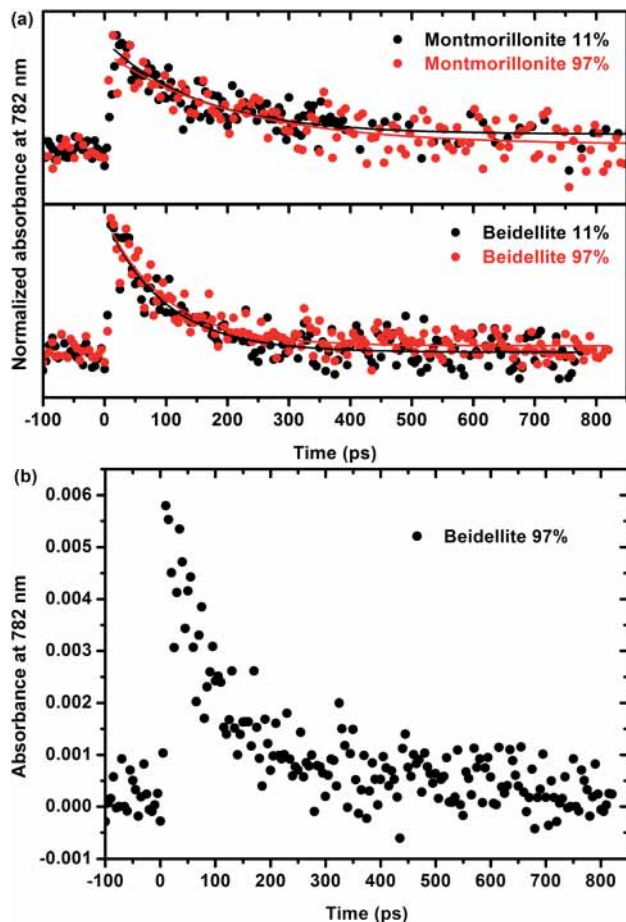 (a)
Montmorillonite 11%
Montmorillonite 97%
Beidellite 11%
Beidellite 97%
Normalized absorbance at 782 nm
-100 0 100 200 300 400 500 600 700 800
Time (ps)
(b)
0.006
0.005
0.004
0.003
0.002
0.001
0.000
-0.001
Beidellite 97%
Absorbance at 782 nm
-100 0 100 200 300 400 500 600 700 800
Time (ps)